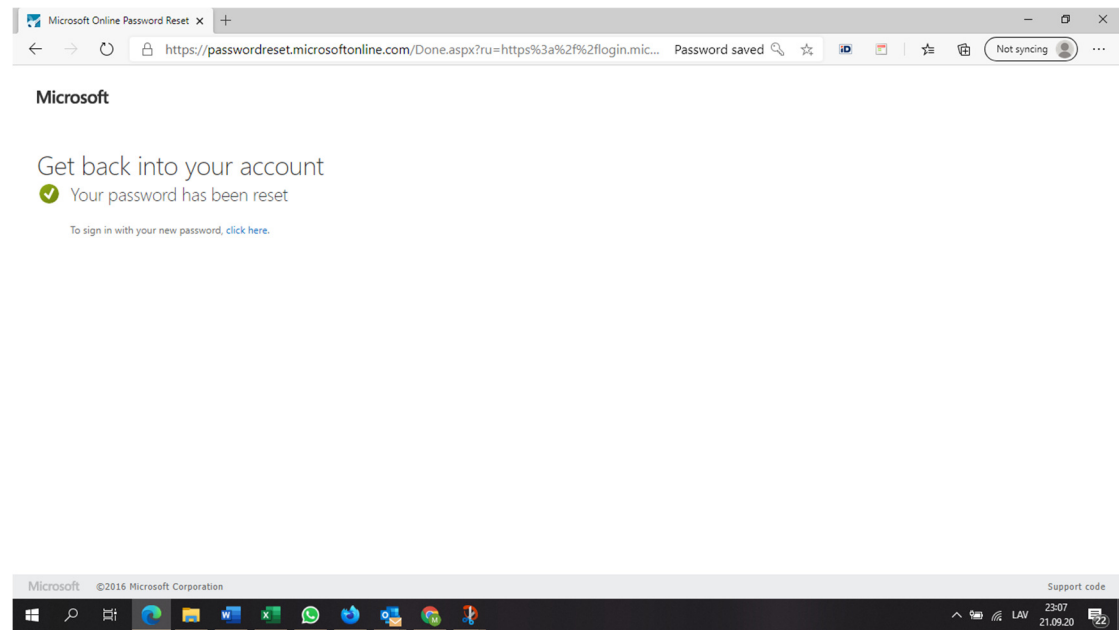 Microsoft Online Password Reset
https://passwordreset.microsoftonline.com/Done.aspx?ru=https%3a%2f%2flogin.mic... Password saved iD Not syncing
Microsoft
Get back into your account
Your password has been reset
To sign in with your new password, click here.
Microsoft ©2016 Microsoft Corporation Support code
LAV 23:07
21.09.20 22